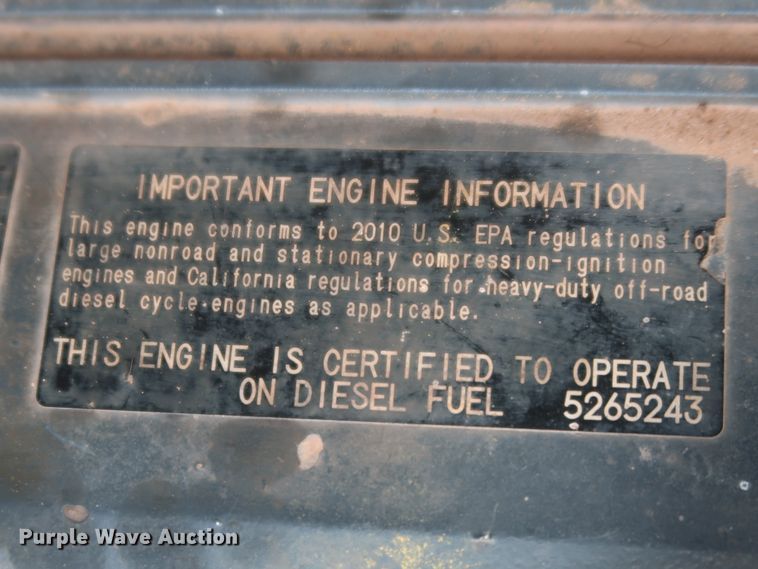 IMPORTANT ENGINE INFORMATION
This engine conforms to 2010 U.S. EPA regulations for
large nonroad and stationary compression-ignition
engines and California regulations for heavy-duty off-road
diesel cycle engines as applicable.
THIS ENGINE IS CERTIFIED TO OPERATE
ON DIESEL FUEL 5265243
Purple Wave Auction